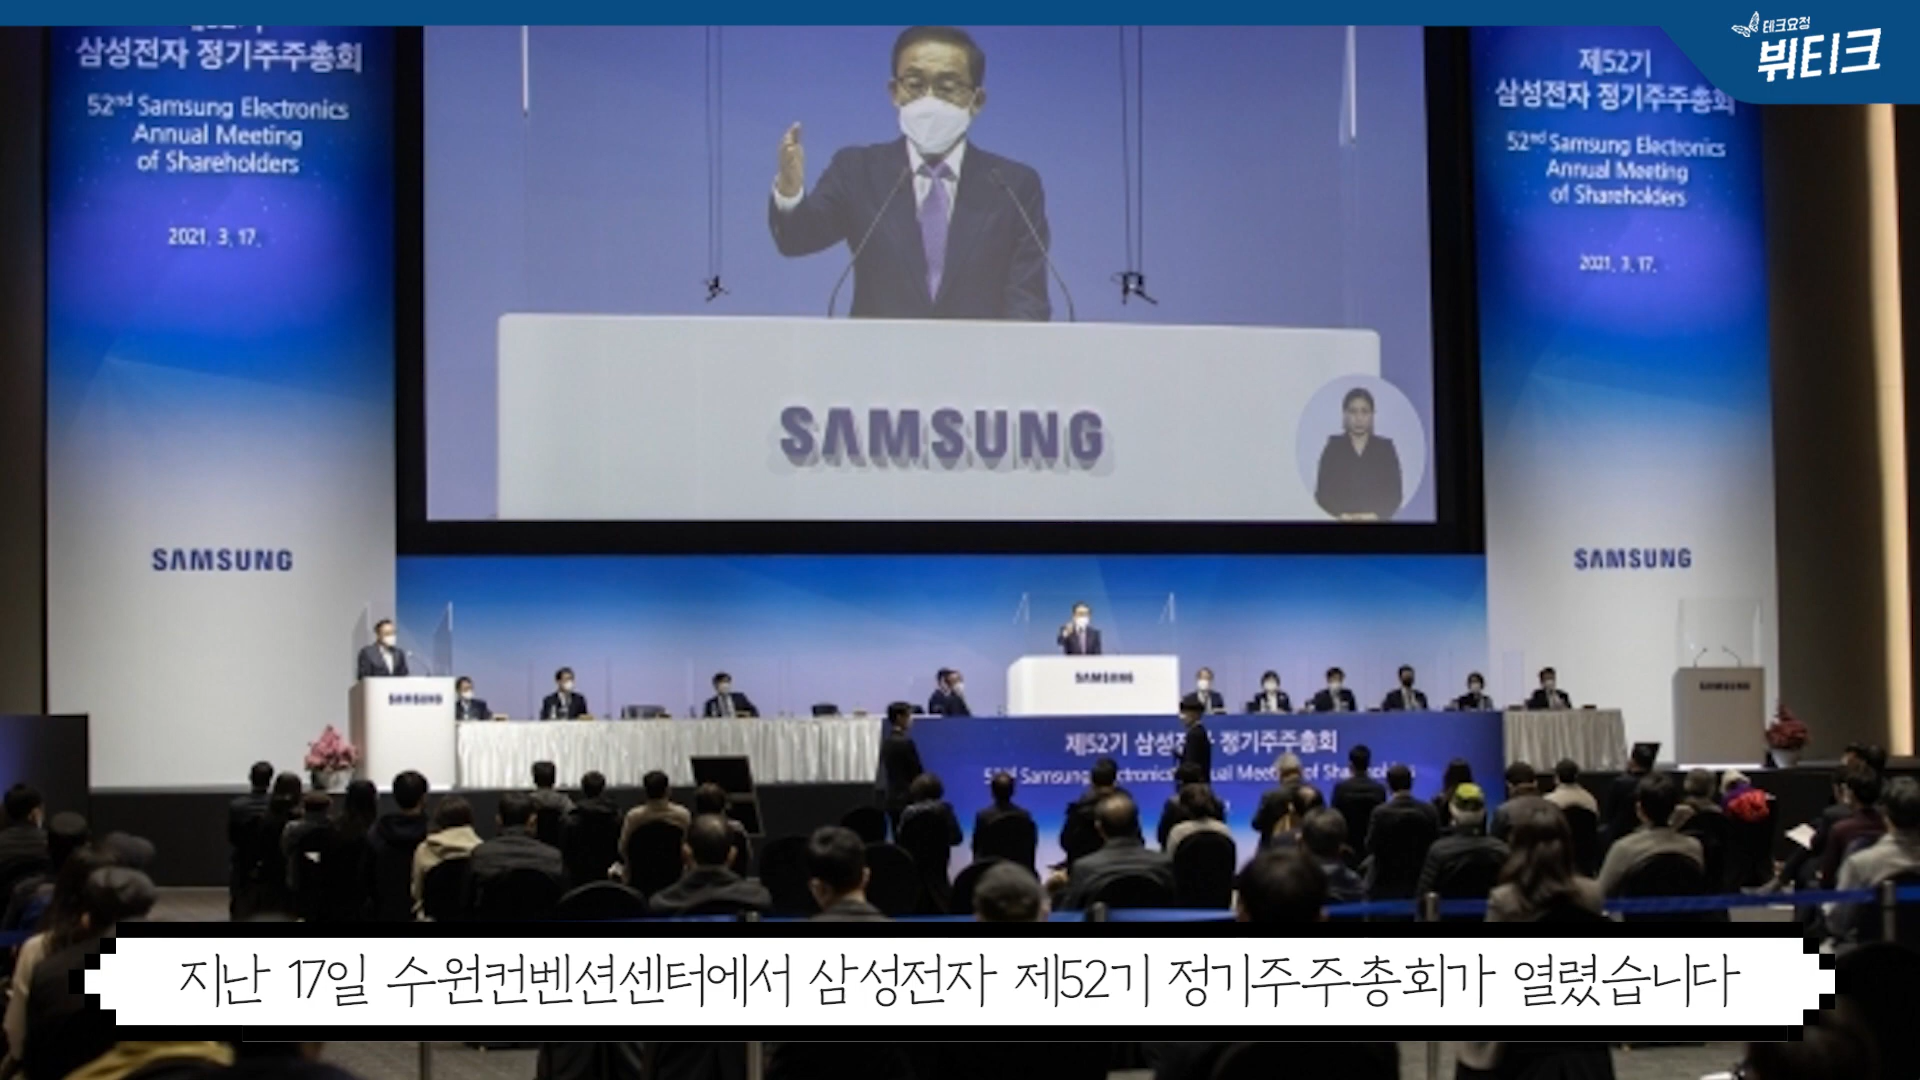 테크요정
뷔티크
삼성전자 정기주주총회
52nd Samsung Electronics
Annual Meeting
of Shareholders
2021. 3. 17.
SAMSUNG
SAMSUNG
제52기
삼성전자 정기주주총회
52nd Samsung Electronics
Annual Meeting
of Shareholders
2021. 3. 17.
SAMSUNG
SAMSUNG
SAMSUNG
SAMSUNG
제52기 삼성 정기주주총회
Samsung of
지난 17일 수원컨벤션센터에서 삼성전자 제52기 정기주주총회가 열렸습니다